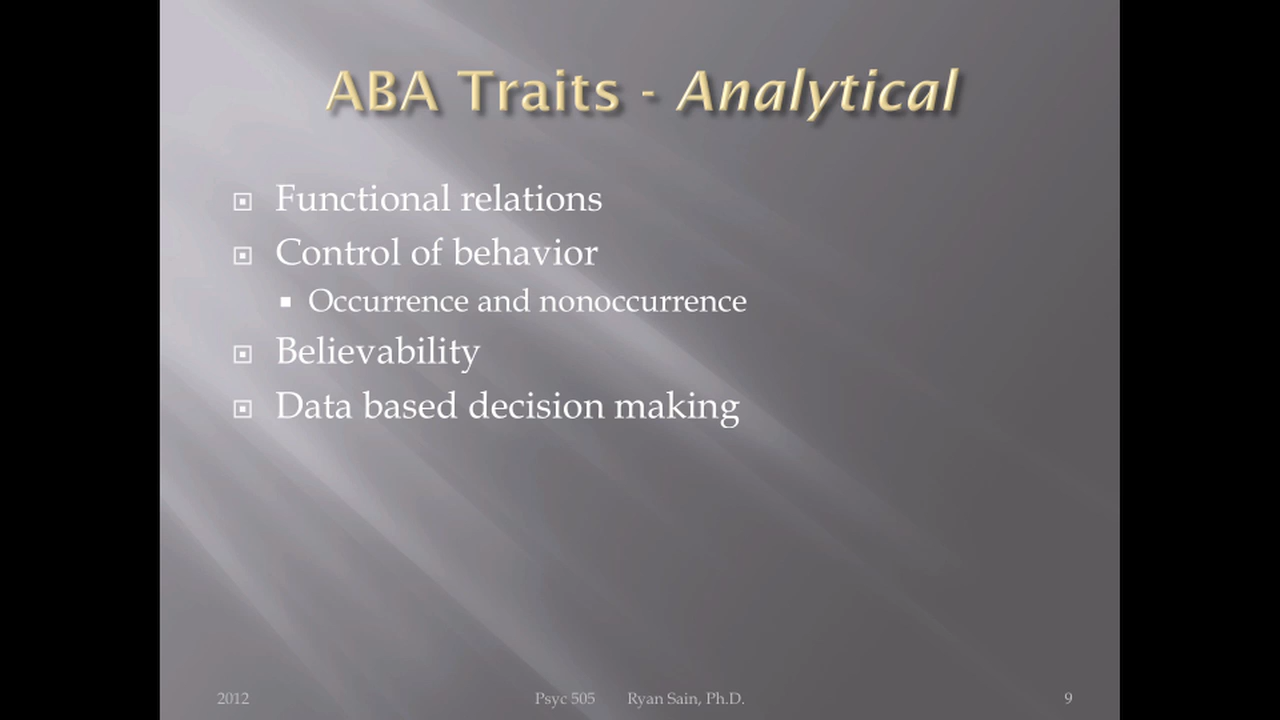 ABA Traits - Analytical
Functional relations
Control of behavior
Occurrence and nonoccurrence
Believability
Data based decision making
2012 Psyc 505 Ryan Sain, Ph.D. 9